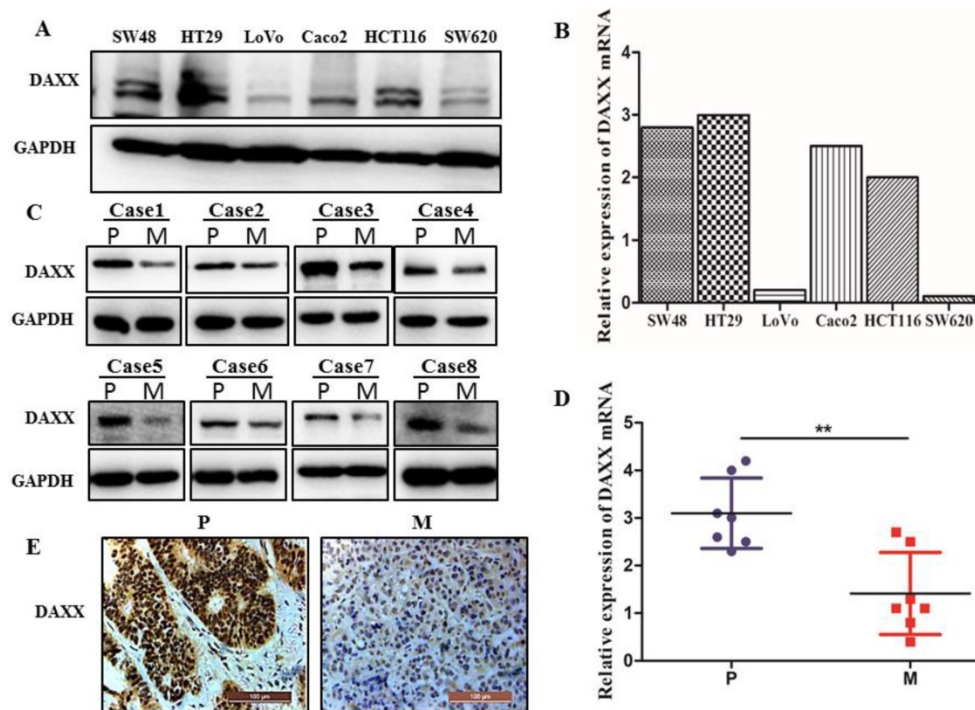 A
SW48 HT29 LoVo Caco2 HCT116 SW620
DAXX
GAPDH
B
Relative expression of DAXX mRNA
4
3
2
1
0
SW48 HT29 LoVo Caco2 HCT116 SW620
C
Case1 Case2 Case3 Case4
P M P M P M P M
DAXX
GAPDH
Case5 Case6 Case7 Case8
P M P M P M P M
DAXX
GAPDH
D
Relative expression of DAXX mRNA
5
4
3
2
1
0
**
P M
E
P M
DAXX
100 µm 100 µm